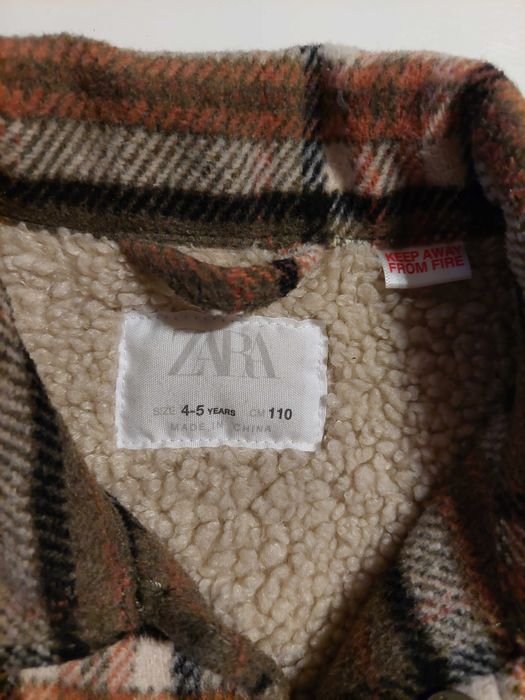 KEEP AWAY
FROM FIRE
ZARA
SIZE 4-5 YEARS CM 110
MADE IN CHINA